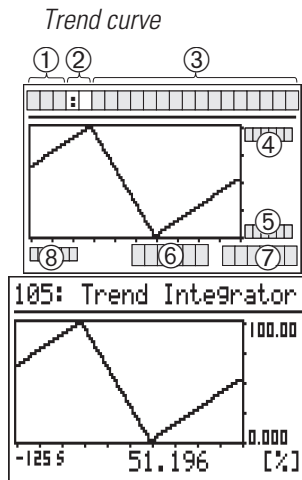 Trend curve
① ② ③
:
④
⑤
⑧ ⑥ ⑦
105: Trend Integrator
100.00
0.000
-125 s 51.196 [%]